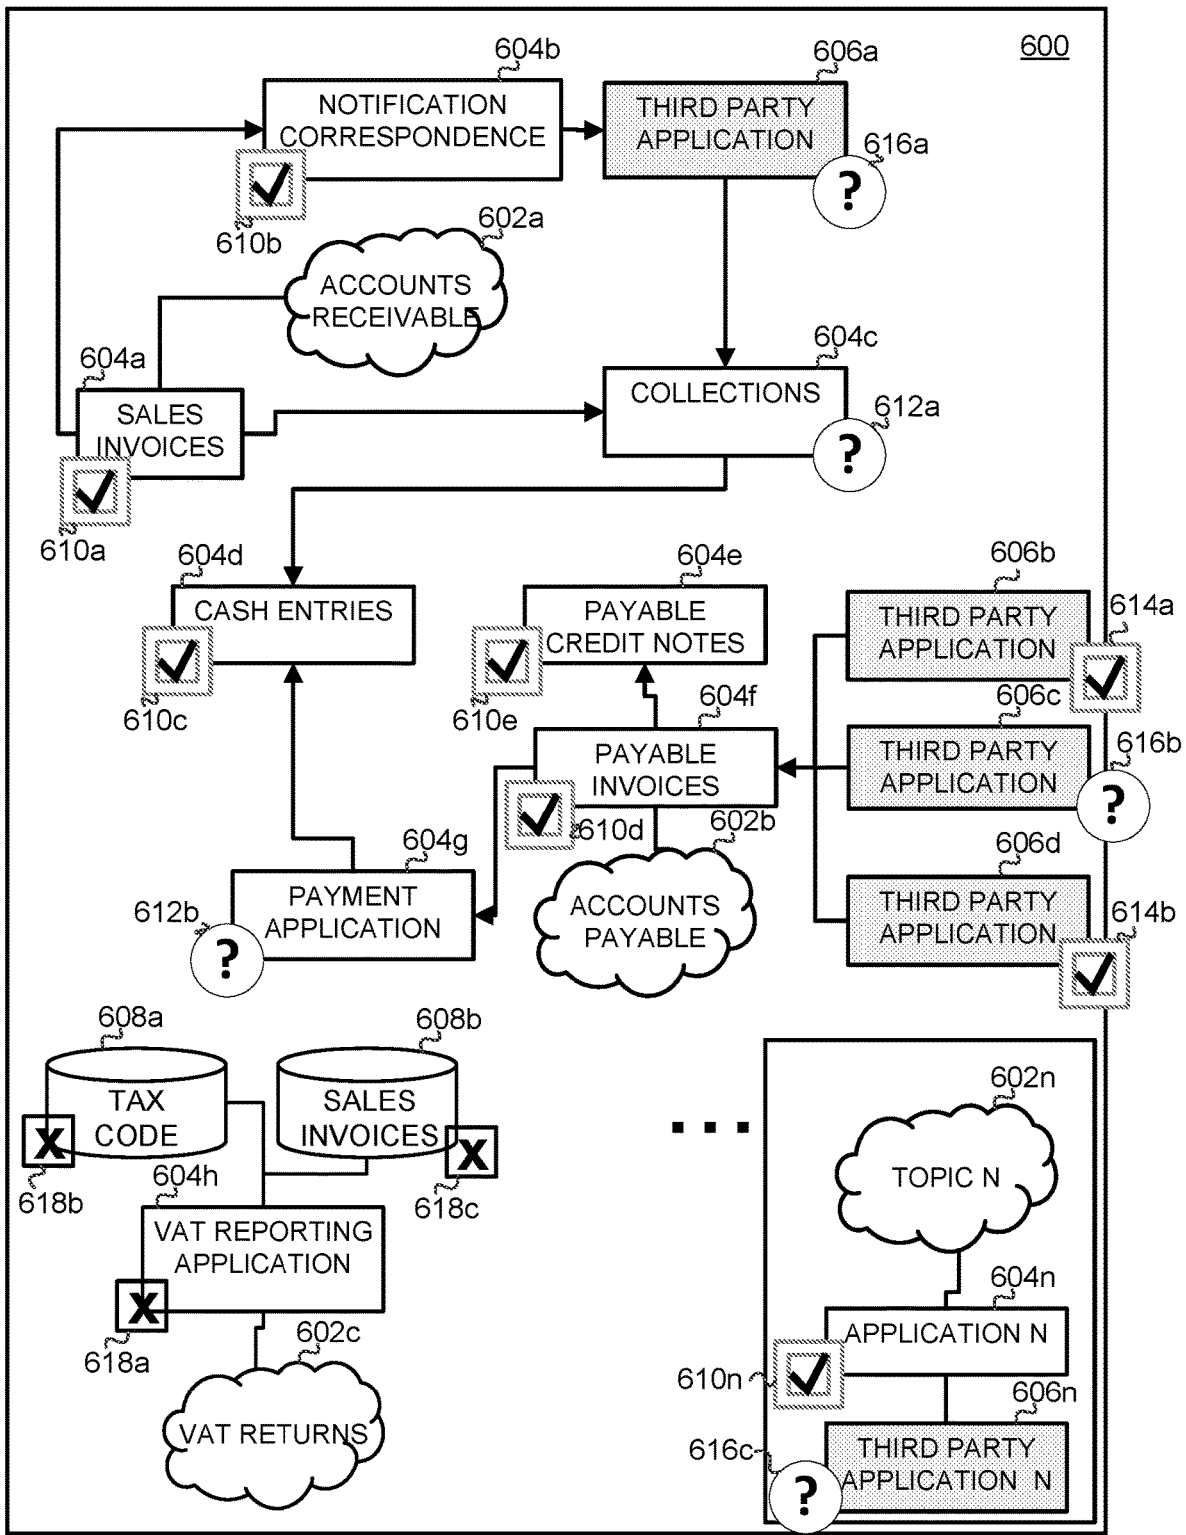 600
604b
606a
NOTIFICATION
CORRESPONDENCE
THIRD PARTY
APPLICATION
616a
?
610b
602a
ACCOUNTS
RECEIVABLE
604a
604c
SALES
INVOICES
COLLECTIONS
612a
?
610a
604d
604e
606b
CASH ENTRIES
PAYABLE
CREDIT NOTES
THIRD PARTY
APPLICATION
614a
610c
610e
604f
606c
PAYABLE
INVOICES
THIRD PARTY
APPLICATION
616b
?
610d
602b
604g
606d
PAYMENT
APPLICATION
612b
?
ACCOUNTS
PAYABLE
THIRD PARTY
APPLICATION
614b
608a
608b
TAX
CODE
SALES
INVOICES
X
X
618b
604h
618c
VAT REPORTING
APPLICATION
X
618a
602c
VAT RETURNS
...
602n
TOPIC N
604n
APPLICATION N
610n
606n
616c
THIRD PARTY
APPLICATION N
?